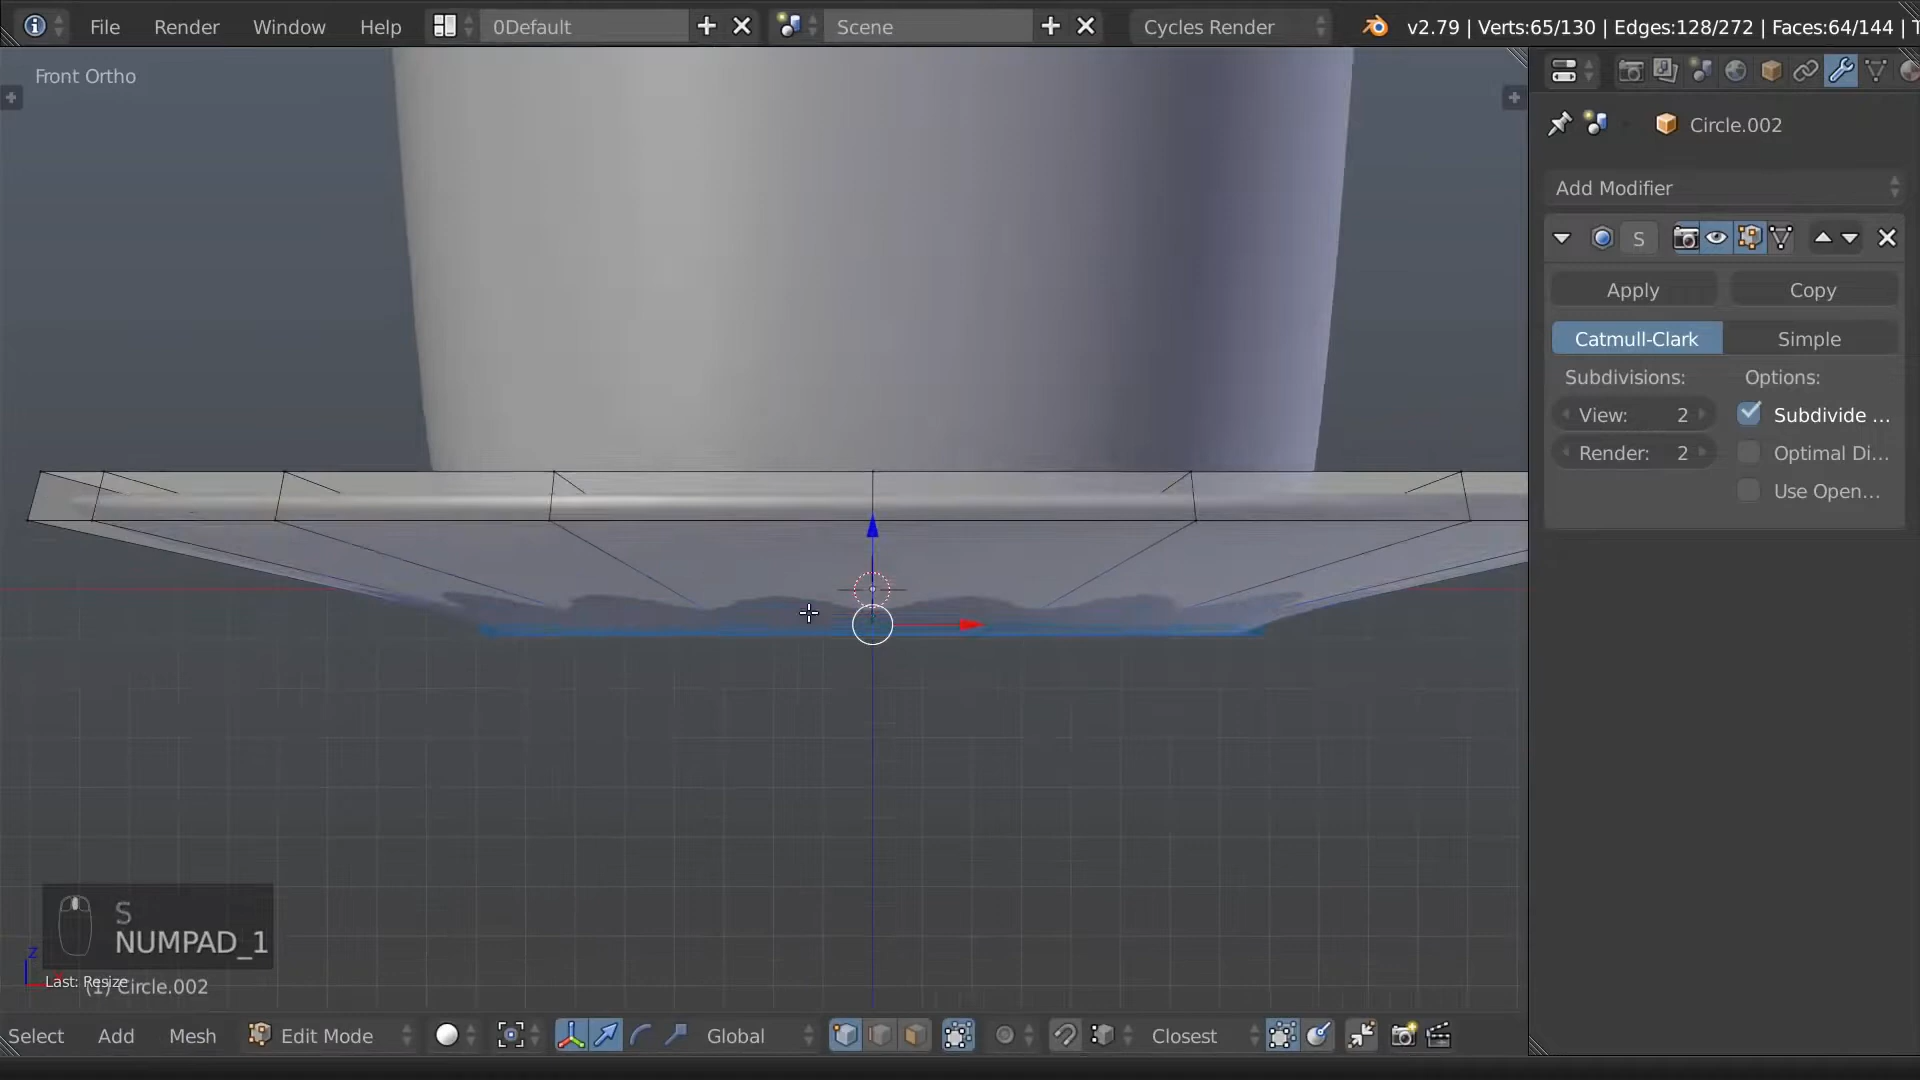 File Render Window Help 0Default Scene Cycles Render v2.79 | Verts:65/130 | Edges:128/272 | Faces:64/144 | T
Front Ortho
Circle.002
Add Modifier
S
Apply Copy
Catmull-Clark Simple
Subdivisions: Options:
View: 2 Subdivide ...
Render: 2 Optimal Di...
Use Open...
S
NUMPAD_1
z
Last: Resize
(1) Circle.002
Select Add Mesh Edit Mode Global Closest